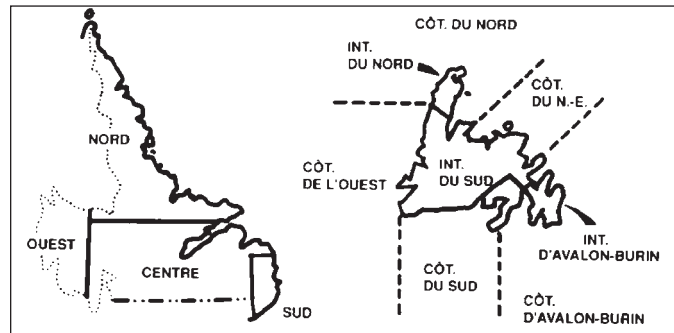 NORD
OUEST
CENTRE
SUD
CÔT. DU NORD
INT.
DU NORD
CÔT.
DU N.-E.
CÔT.
DE L'OUEST
INT.
DU SUD
INT.
D'AVALON-BURIN
CÔT.
DU SUD
CÔT.
D'AVALON-BURIN